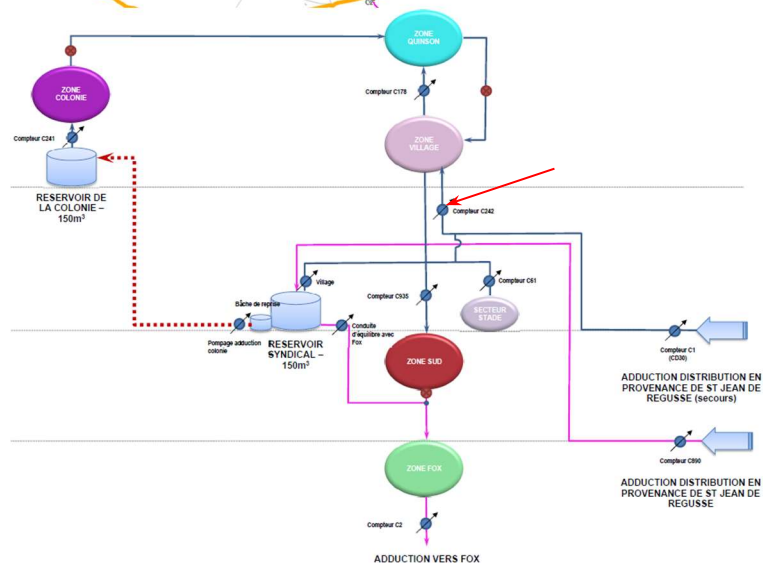 ZONE
QUINSON
ZONE
COLONIE
Compteur C178
Compteur C241
ZONE
VILLAGE
RESERVOIR DE
LA COLONIE –
150m³
Compteur C242
Village
Compteur C61
Bâche de reprise
Compteur C935
SECTEUR
STADE
Pompage adduction
colonie
RESERVOIR
SYNDICAL –
150m³
Conduite
d'équilibre avec
Fox
Compteur C1
(CD30)
ZONE SUD
ADDUCTION DISTRIBUTION EN
PROVENANCE DE ST JEAN DE
REGUSSE (secours)
Compteur C890
ZONE FOX
ADDUCTION DISTRIBUTION EN
PROVENANCE DE ST JEAN DE
REGUSSE
Compteur C2
ADDUCTION VERS FOX